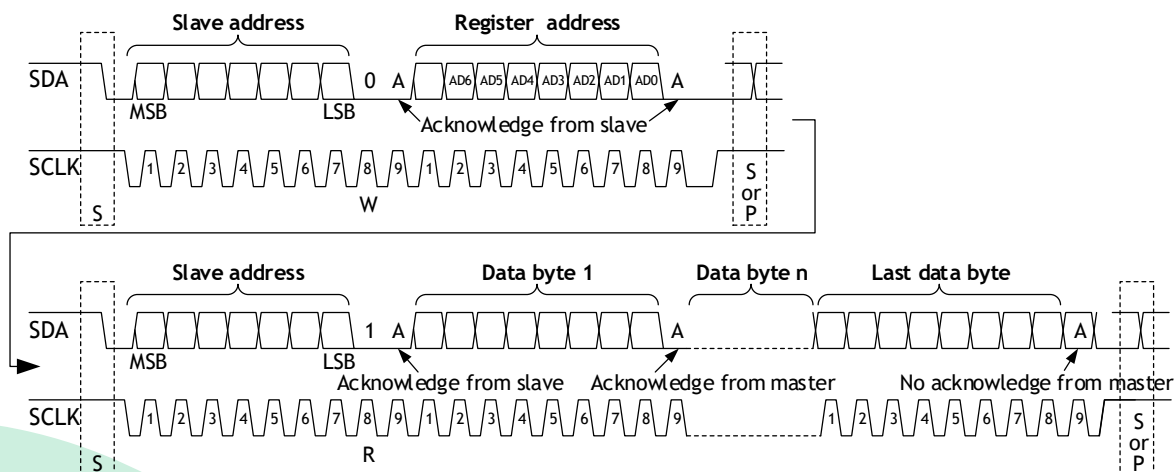 Slave address Register address
SDA 0 A AD6 AD5 AD4 AD3 AD2 AD1 AD0 A
MSB LSB Acknowledge from slave
SCLK 1 2 3 4 5 6 7 8 9 1 2 3 4 5 6 7 8 9
S W S or P
Slave address Data byte 1 Data byte n Last data byte
SDA 1 A A A
MSB LSB
Acknowledge from slave Acknowledge from master No acknowledge from master
SCLK 1 2 3 4 5 6 7 8 9 1 2 3 4 5 6 7 8 9 1 2 3 4 5 6 7 8 9
S R S or P